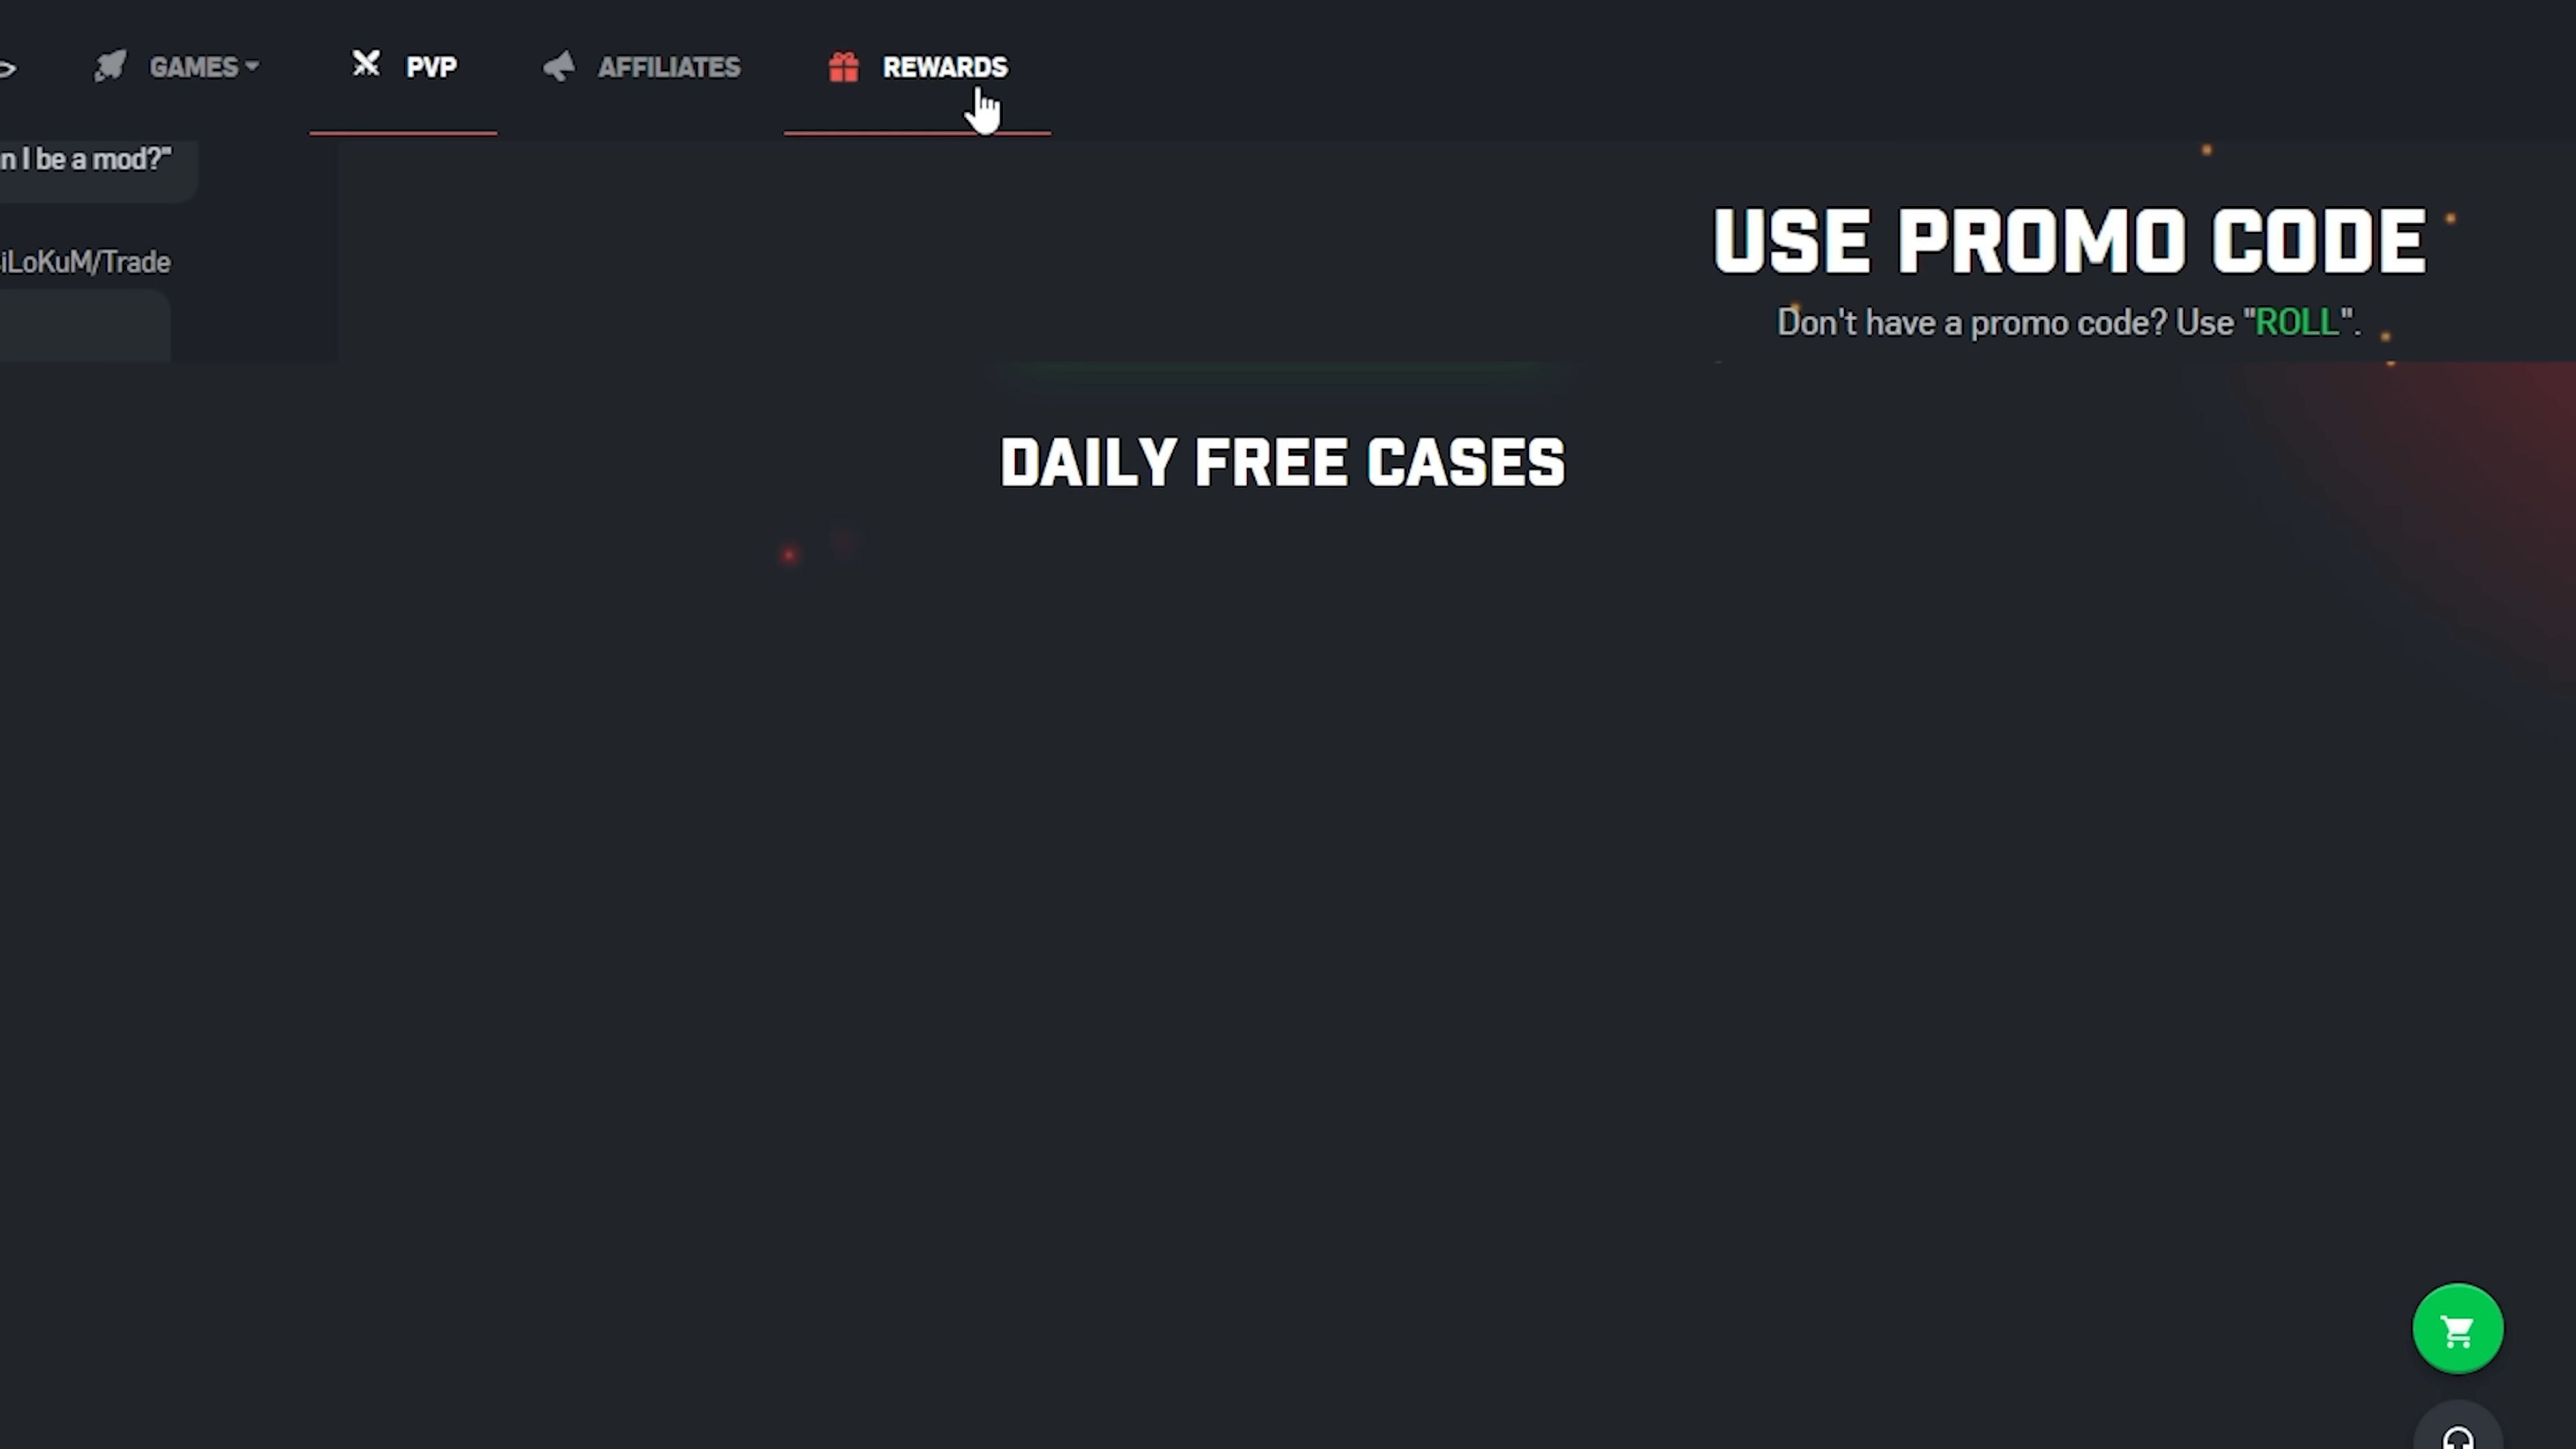 GAMES
PVP
AFFILIATES
REWARDS
n I be a mod?"
iLoKuM/Trade
USE PROMO CODE
Don't have a promo code? Use "ROLL".
DAILY FREE CASES